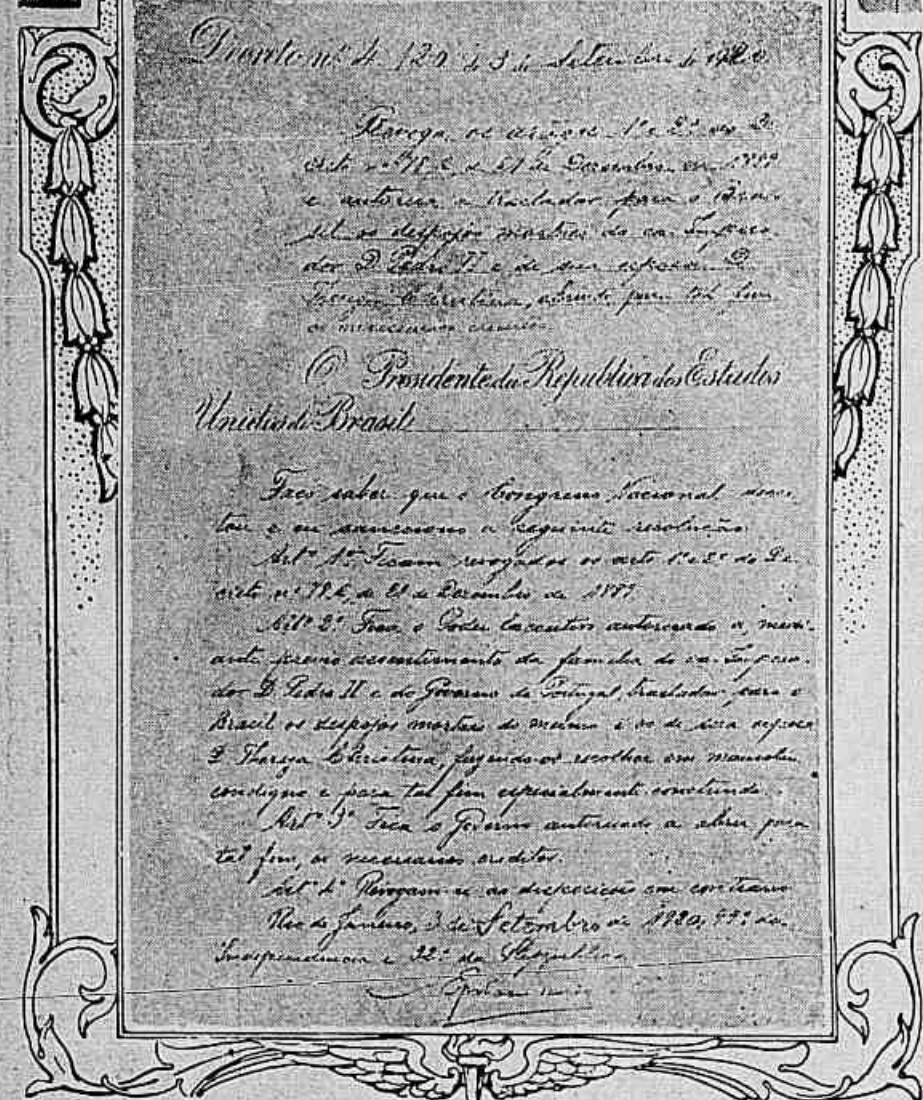 Decreto nº 4.120 de 3 de Setembro de 1920
Revoga os artigos 1º e 2º do De-
creto nº 78 A, de 21 de Dezembro de 1889
e autoriza a trasladar para o Bra-
sil os despojos mortais do ex-Impera-
dor D. Pedro II e de sua esposa D.
Thereza Christina, abrindo para tal fim
os necessarios creditos.
O Presidente da Republica dos Estados
Unidos do Brasil:
Faço saber que o Congresso Nacional decre-
tou e eu sancciono a seguinte resolução:
Artº 1º Ficam revogados os arts 1º e 2º do De-
creto nº 78 A, de 21 de Dezembro de 1889.
Artº 2º Fica o Poder Executivo autorizado a, medi-
ante previo assentimento da familia do ex-Impera-
dor D. Pedro II e do Governo de Portugal, trasladar para o
Brasil os despojos mortais do mesmo e os de sua esposa
D. Thereza Christina, fazendo-os recolher em mausoleu
condigno e para tal fim especialmente construido.
Artº 3º Fica o Governo autorizado a abrir para
tal fim, os necessarios creditos.
Artº 4º Revogam-se as disposições em contrario.
Rio de Janeiro, 3 de Setembro de 1920, 99º da
Independencia e 32º da Republica.